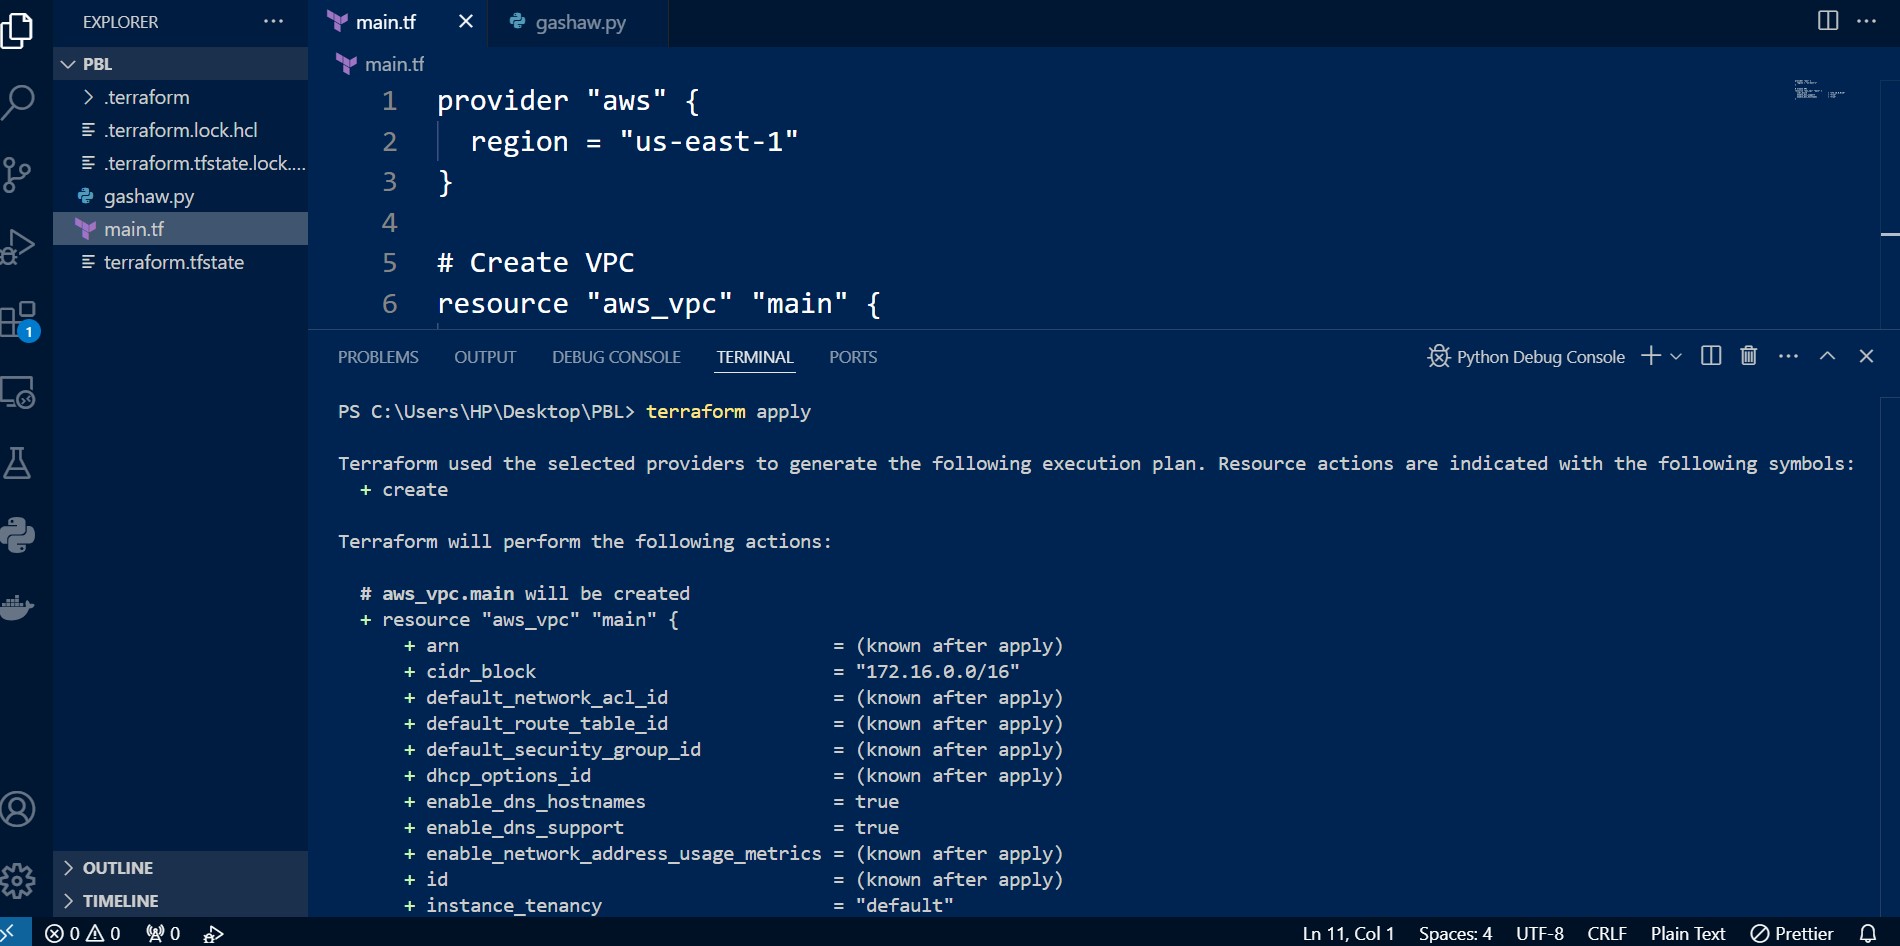 EXPLORER
PBL
.terraform
.terraform.lock.hcl
.terraform.tfstate.lock....
gashaw.py
main.tf
terraform.tfstate
OUTLINE
TIMELINE
1
main.tf
gashaw.py
main.tf
1 provider "aws" {
2 region = "us-east-1"
3 }
4
5 # Create VPC
6 resource "aws_vpc" "main" {
PROBLEMS OUTPUT DEBUG CONSOLE TERMINAL PORTS
Python Debug Console
PS C:\Users\HP\Desktop\PBL> terraform apply
Terraform used the selected providers to generate the following execution plan. Resource actions are indicated with the following symbols:
+ create
Terraform will perform the following actions:
# aws_vpc.main will be created
+ resource "aws_vpc" "main" {
+ arn = (known after apply)
+ cidr_block = "172.16.0.0/16"
+ default_network_acl_id = (known after apply)
+ default_route_table_id = (known after apply)
+ default_security_group_id = (known after apply)
+ dhcp_options_id = (known after apply)
+ enable_dns_hostnames = true
+ enable_dns_support = true
+ enable_network_address_usage_metrics = (known after apply)
+ id = (known after apply)
+ instance_tenancy = "default"
0 0 0 Ln 11, Col 1 Spaces: 4 UTF-8 CRLF Plain Text Prettier